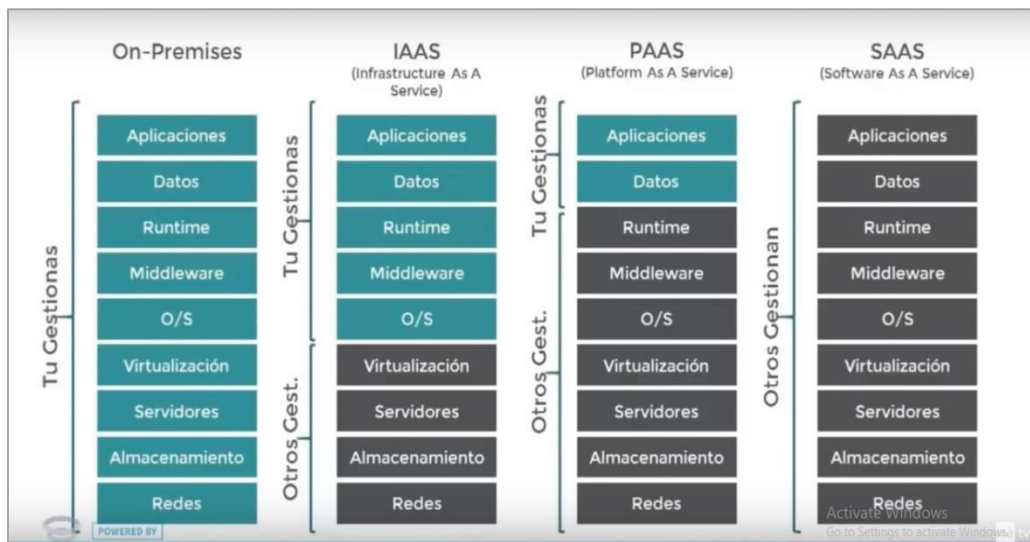 On-Premises
Tu Gestionas
Aplicaciones
Datos
Runtime
Middleware
O/S
Virtualización
Servidores
Almacenamiento
Redes
IAAS
(Infrastructure As A
Service)
Tu Gestionas
Otros Gest.
Aplicaciones
Datos
Runtime
Middleware
O/S
Virtualización
Servidores
Almacenamiento
Redes
PAAS
(Platform As A Service)
Tu Gestionas
Otros Gest.
Aplicaciones
Datos
Runtime
Middleware
O/S
Virtualización
Servidores
Almacenamiento
Redes
SAAS
(Software As A Service)
Otros Gestionan
Aplicaciones
Datos
Runtime
Middleware
O/S
Virtualización
Servidores
Almacenamiento
Redes
POWERED BY
Activate Windows
Go to Settings to activate Windows